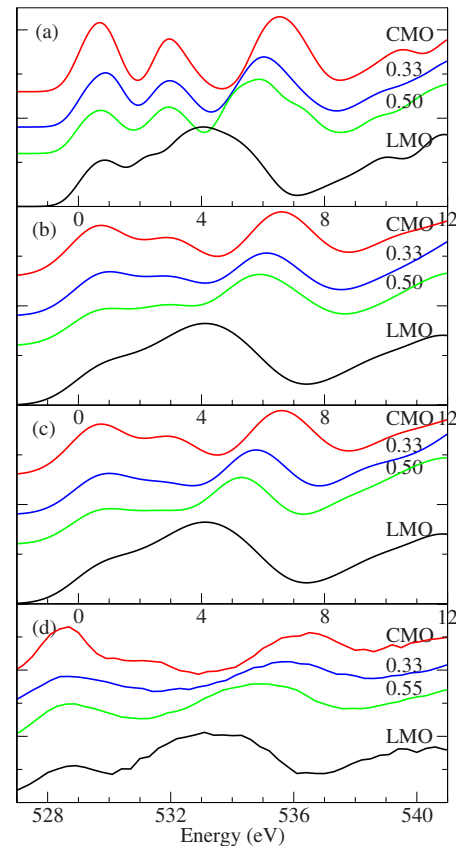 (a)
CMO
0.33
0.50
LMO
0 4 8 12
(b)
CMO
0.33
0.50
LMO
0 4 8 12
(c)
CMO
0.33
0.50
LMO
0 4 8 12
(d)
CMO
0.33
0.55
LMO
528 532 536 540
Energy (eV)